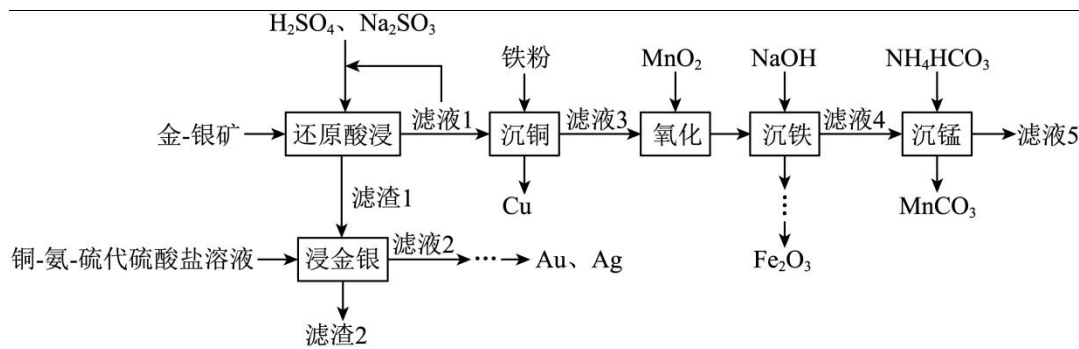 H₂SO₄、Na₂SO₃
铁粉
MnO₂
NaOH
NH₄HCO₃
金-银矿
还原酸浸
滤液1
沉铜
滤液3
氧化
沉铁
滤液4
沉锰
滤液5
滤渣1
Cu
⋯
MnCO₃
铜-氨-硫代硫酸盐溶液
浸金银
滤液2
⋯
Au、Ag
Fe₂O₃
滤渣2